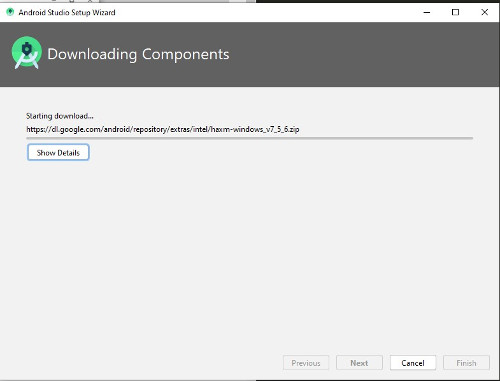 Android Studio Setup Wizard
Downloading Components
Starting download...
https://dl.google.com/android/repository/extras/intel/haxm-windows_v7_5_6.zip
Show Details
Previous
Next
Cancel
Finish